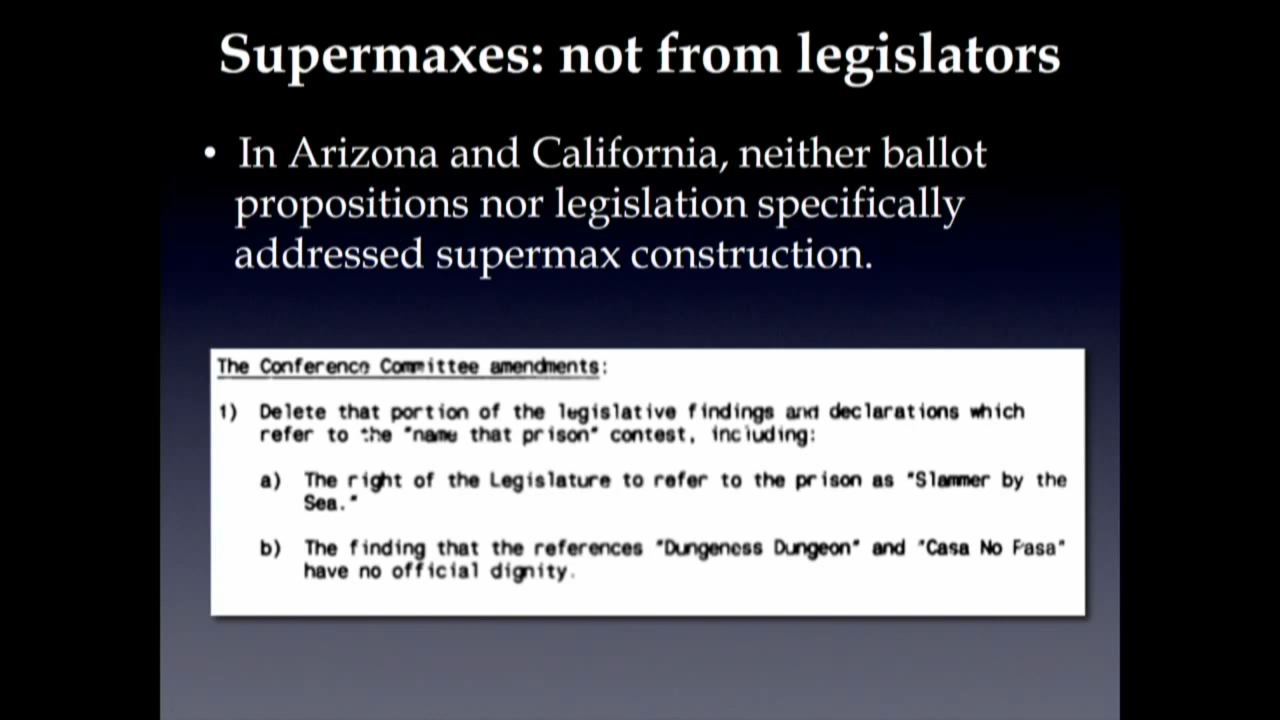 Supermaxes: not from legislators
• In Arizona and California, neither ballot
propositions nor legislation specifically
addressed supermax construction.
The Conference Committee amendments:
1) Delete that portion of the legislative findings and declarations which
refer to the "name that prison" contest, including:
a) The right of the Legislature to refer to the prison as "Slammer by the
Sea."
b) The finding that the references "Dungeness Dungeon" and "Casa No Pasa"
have no official dignity.